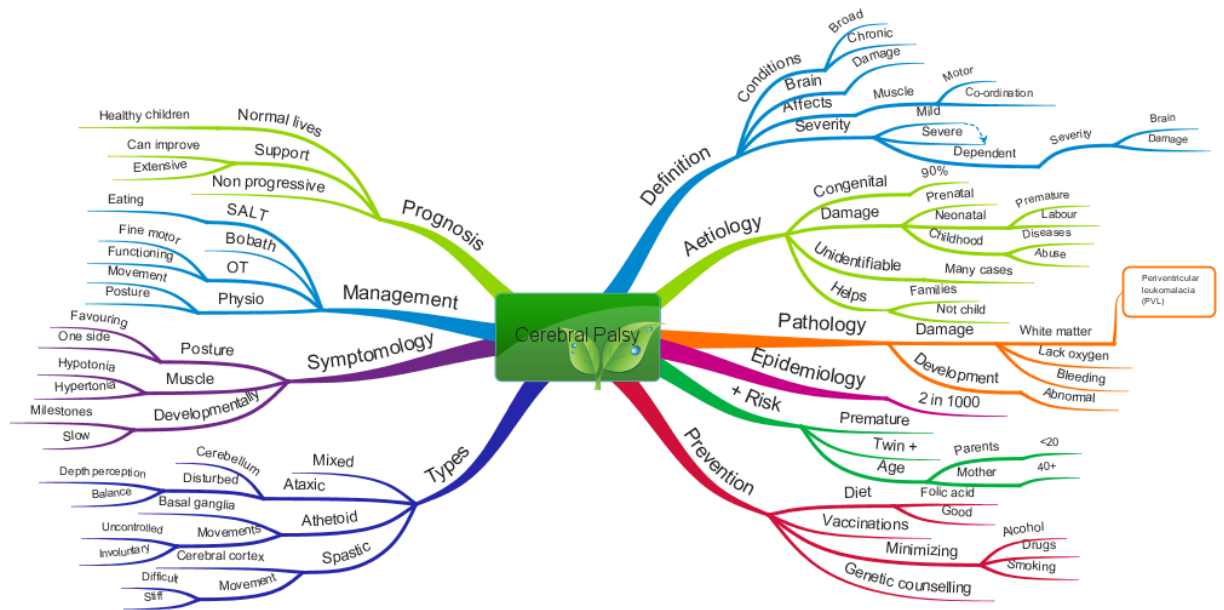 Cerebral Palsy
Definition
Conditions
Broad
Chronic
Brain
Damage
Affects
Muscle
Motor
Co-ordination
Severity
Mild
Severe
Dependent
Severity
Brain
Damage
Aetiology
Congenital
90%
Damage
Prenatal
Neonatal
Premature
Labour
Childhood
Diseases
Abuse
Unidentifiable
Many cases
Helps
Families
Not child
Pathology
Damage
White matter
Periventricular
leukomalacia
(PVL)
Lack oxygen
Bleeding
Development
Abnormal
Epidemiology
2 in 1000
+ Risk
Premature
Twin +
Age
Parents
<20
Mother
40+
Prevention
Diet
Folic acid
Good
Vaccinations
Minimizing
Alcohol
Drugs
Smoking
Genetic counselling
Types
Mixed
Ataxic
Cerebellum
Disturbed
Depth perception
Balance
Athetoid
Basal ganglia
Movements
Uncontrolled
Involuntary
Spastic
Cerebral cortex
Movement
Difficult
Stiff
Symptomology
Posture
Favouring
One side
Muscle
Hypotonia
Hypertonia
Developmentally
Milestones
Slow
Management
SALT
Eating
Bobath
OT
Fine motor
Functioning
Physio
Movement
Posture
Prognosis
Normal lives
Healthy children
Support
Can improve
Extensive
Non progressive